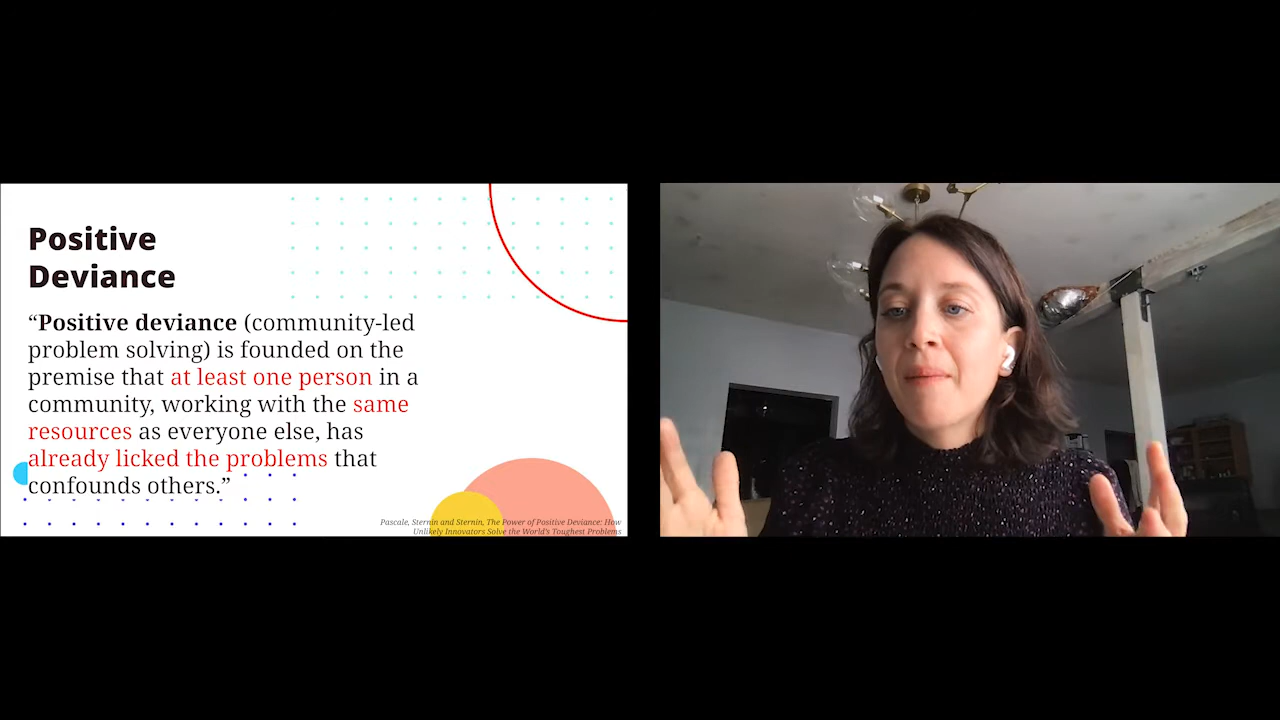 Positive
Deviance
“Positive deviance (community-led
problem solving) is founded on the
premise that at least one person in a
community, working with the same
resources as everyone else, has
already licked the problems that
confounds others.”
Pascale, Sternin and Sternin, The Power of Positive Deviance: How
Unlikely Innovators Solve the World's Toughest Problems